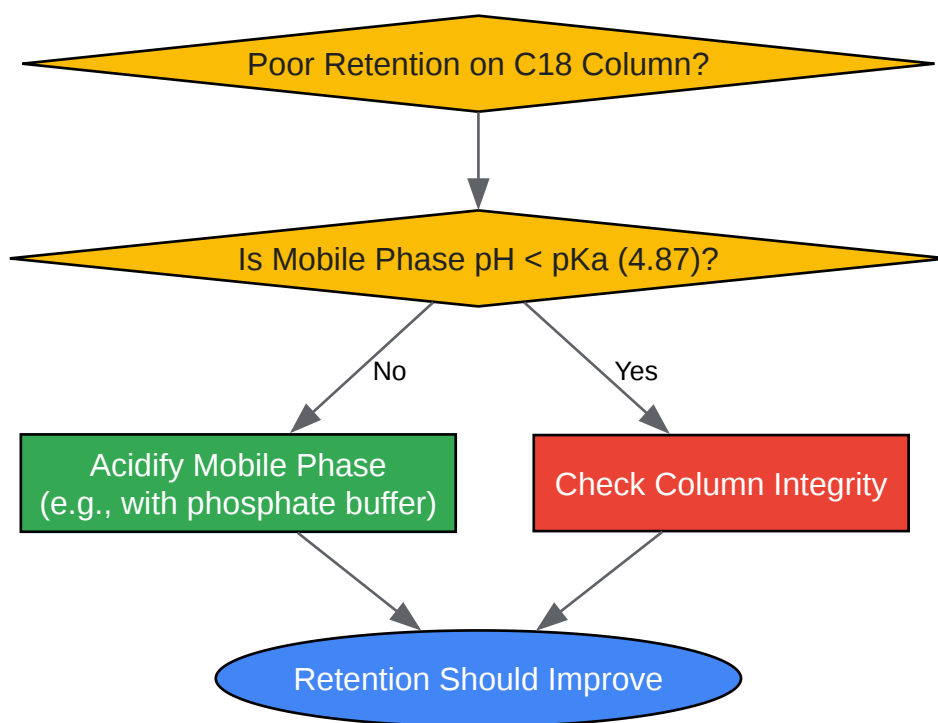 Poor Retention on C18 Column?
Is Mobile Phase pH < pKa (4.87)?
No
Yes
Acidify Mobile Phase
(e.g., with phosphate buffer)
Check Column Integrity
Retention Should Improve